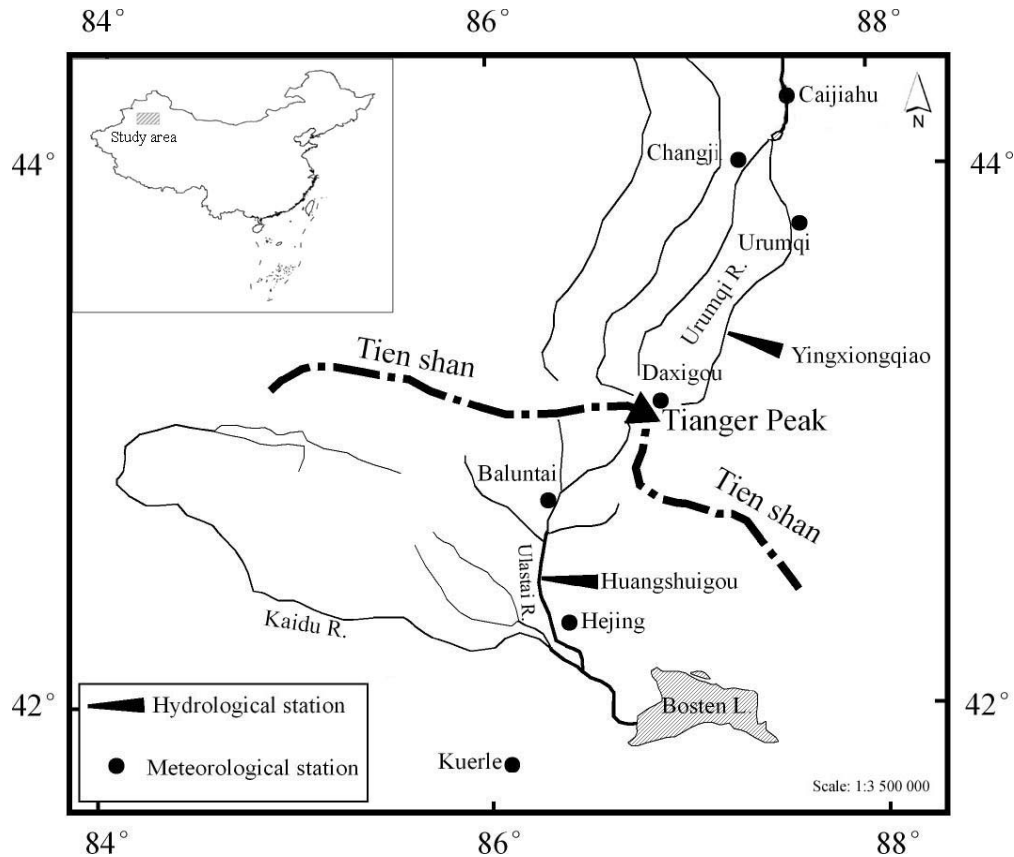 84°
86°
88°
Caijiahu
N
Changji
44°
44°
Study area
Urumqi
Urumqi R.
Yingxiongqiao
Tien shan
Daxigou
Tianger Peak
Baluntai
Tien shan
Ulastai R.
Huangshuigou
Hejing
Kaidu R.
42°
42°
Bosten L.
Hydrological station
Meteorological station
Kuerle
Scale: 1:3 500 000
84°
86°
88°